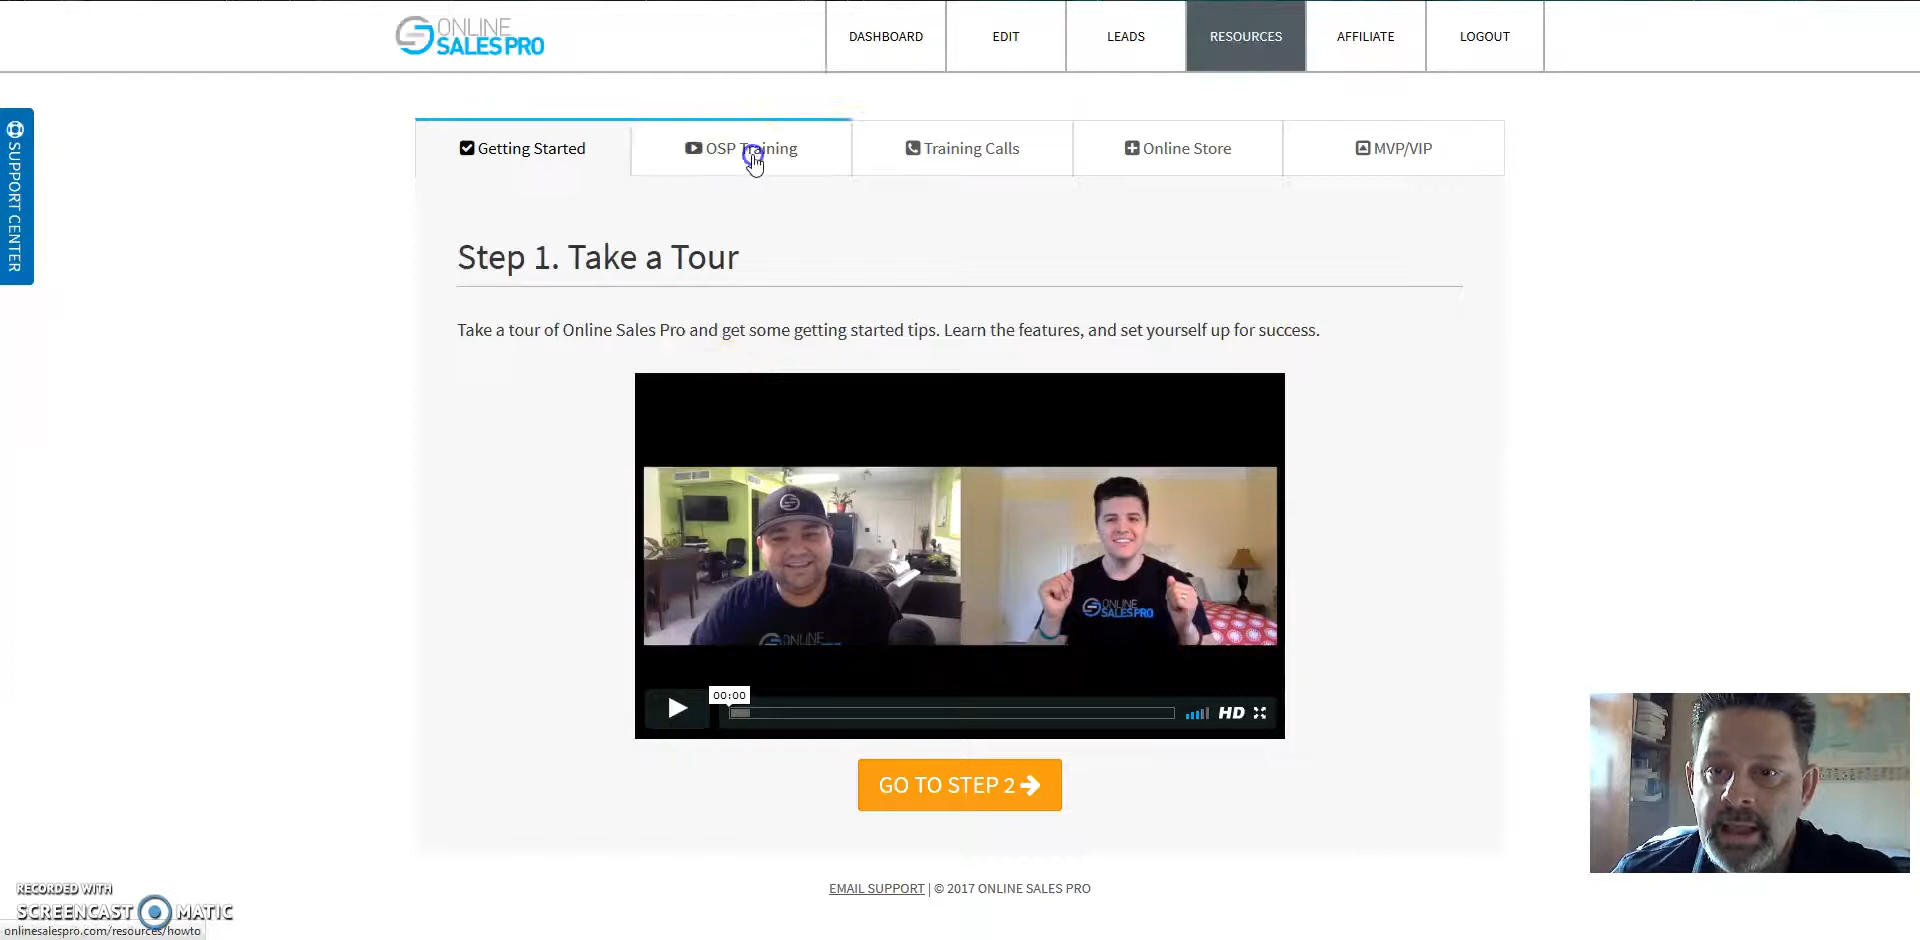 ONLINE
SALES PRO
DASHBOARD
EDIT
LEADS
RESOURCES
AFFILIATE
LOGOUT
SUPPORT CENTER
Getting Started
OSP Training
Training Calls
Online Store
MVP/VIP
Step 1. Take a Tour
Take a tour of Online Sales Pro and get some getting started tips. Learn the features, and set yourself up for success.
ONLINE
ONLINE
SALESPRO
00:00
HD
GO TO STEP 2
EMAIL SUPPORT | © 2017 ONLINE SALES PRO
RECORDED WITH
SCREENCAST MATIC
onlinesalespro.com/resources/howto